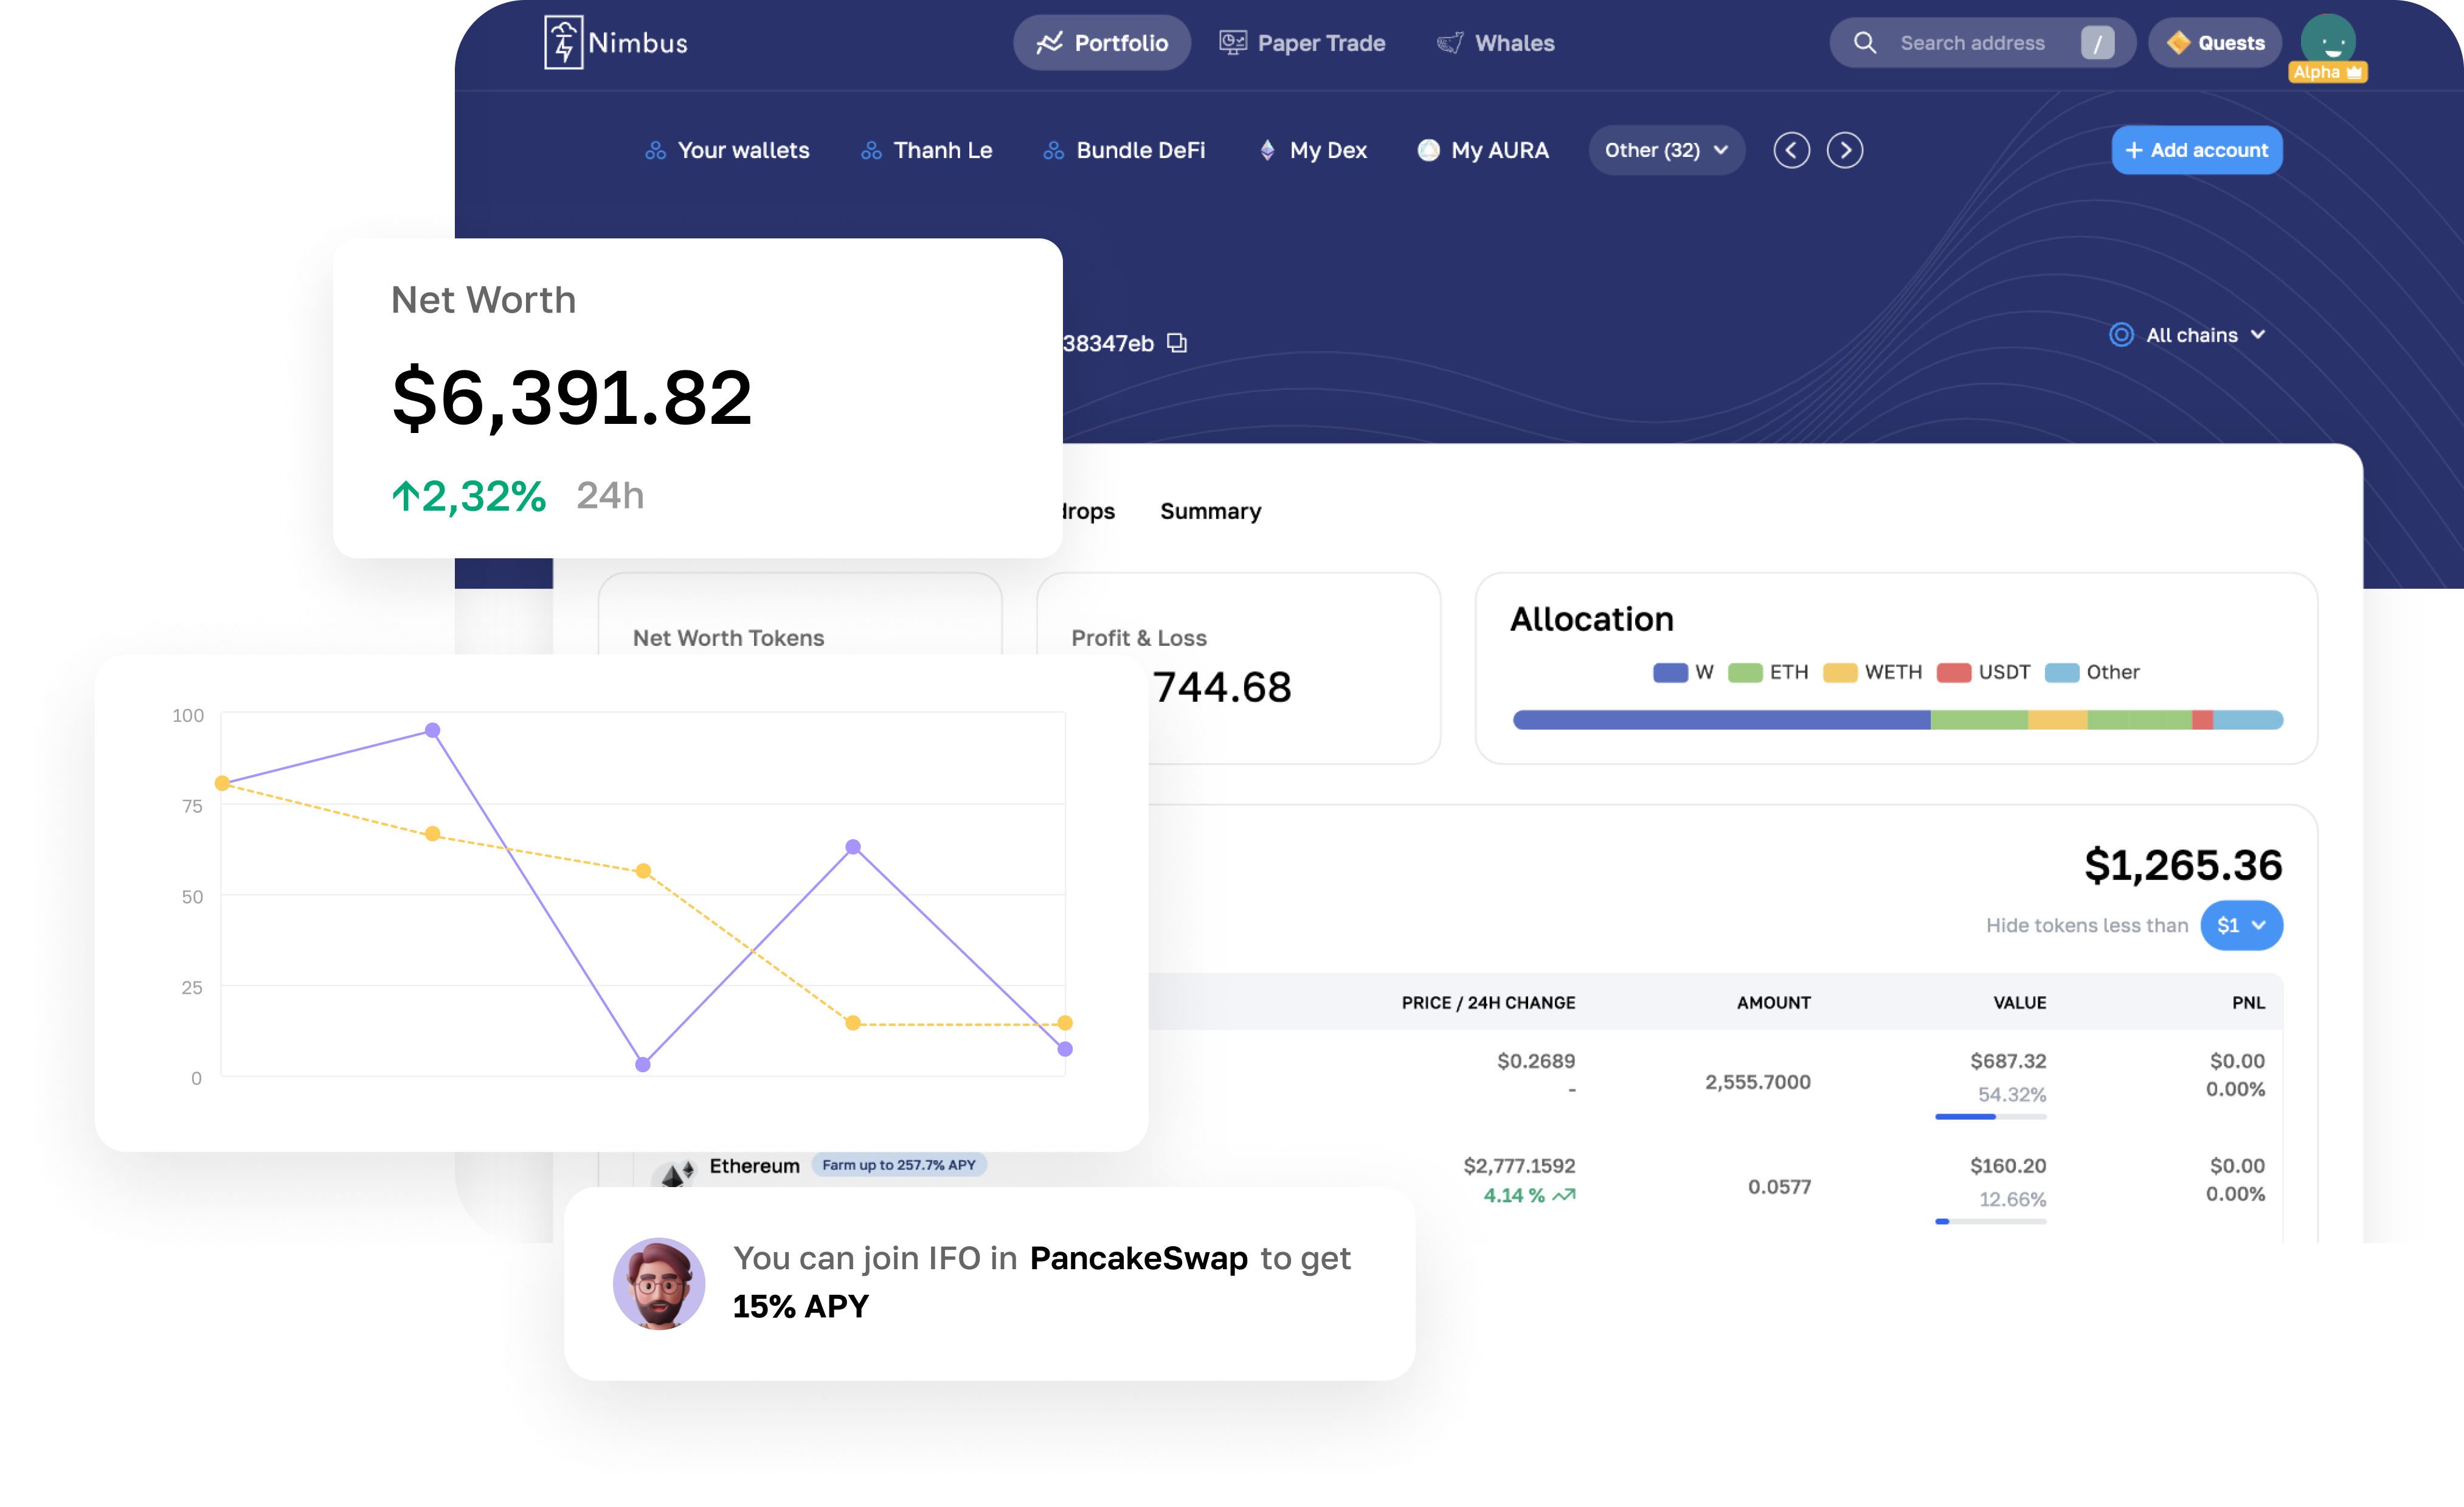 Nimbus
Portfolio
Paper Trade
Whales
Search address
/
Quests
Alpha
Your wallets
Thanh Le
Bundle DeFi
My Dex
My AURA
Other (32)
+ Add account
Net Worth
$6,391.82
↑2,32% 24h
38347eb
All chains
drops
Summary
Net Worth Tokens
Profit & Loss
744.68
Allocation
W
ETH
WETH
USDT
Other
100
75
50
25
0
$1,265.36
Hide tokens less than
$1
PRICE / 24H CHANGE
AMOUNT
VALUE
PNL
$0.2689
-
2,555.7000
$687.32
54.32%
$0.00
0.00%
Ethereum
Farm up to 257.7% APY
$2,777.1592
4.14 %
0.0577
$160.20
12.66%
$0.00
0.00%
You can join IFO in PancakeSwap to get
15% APY